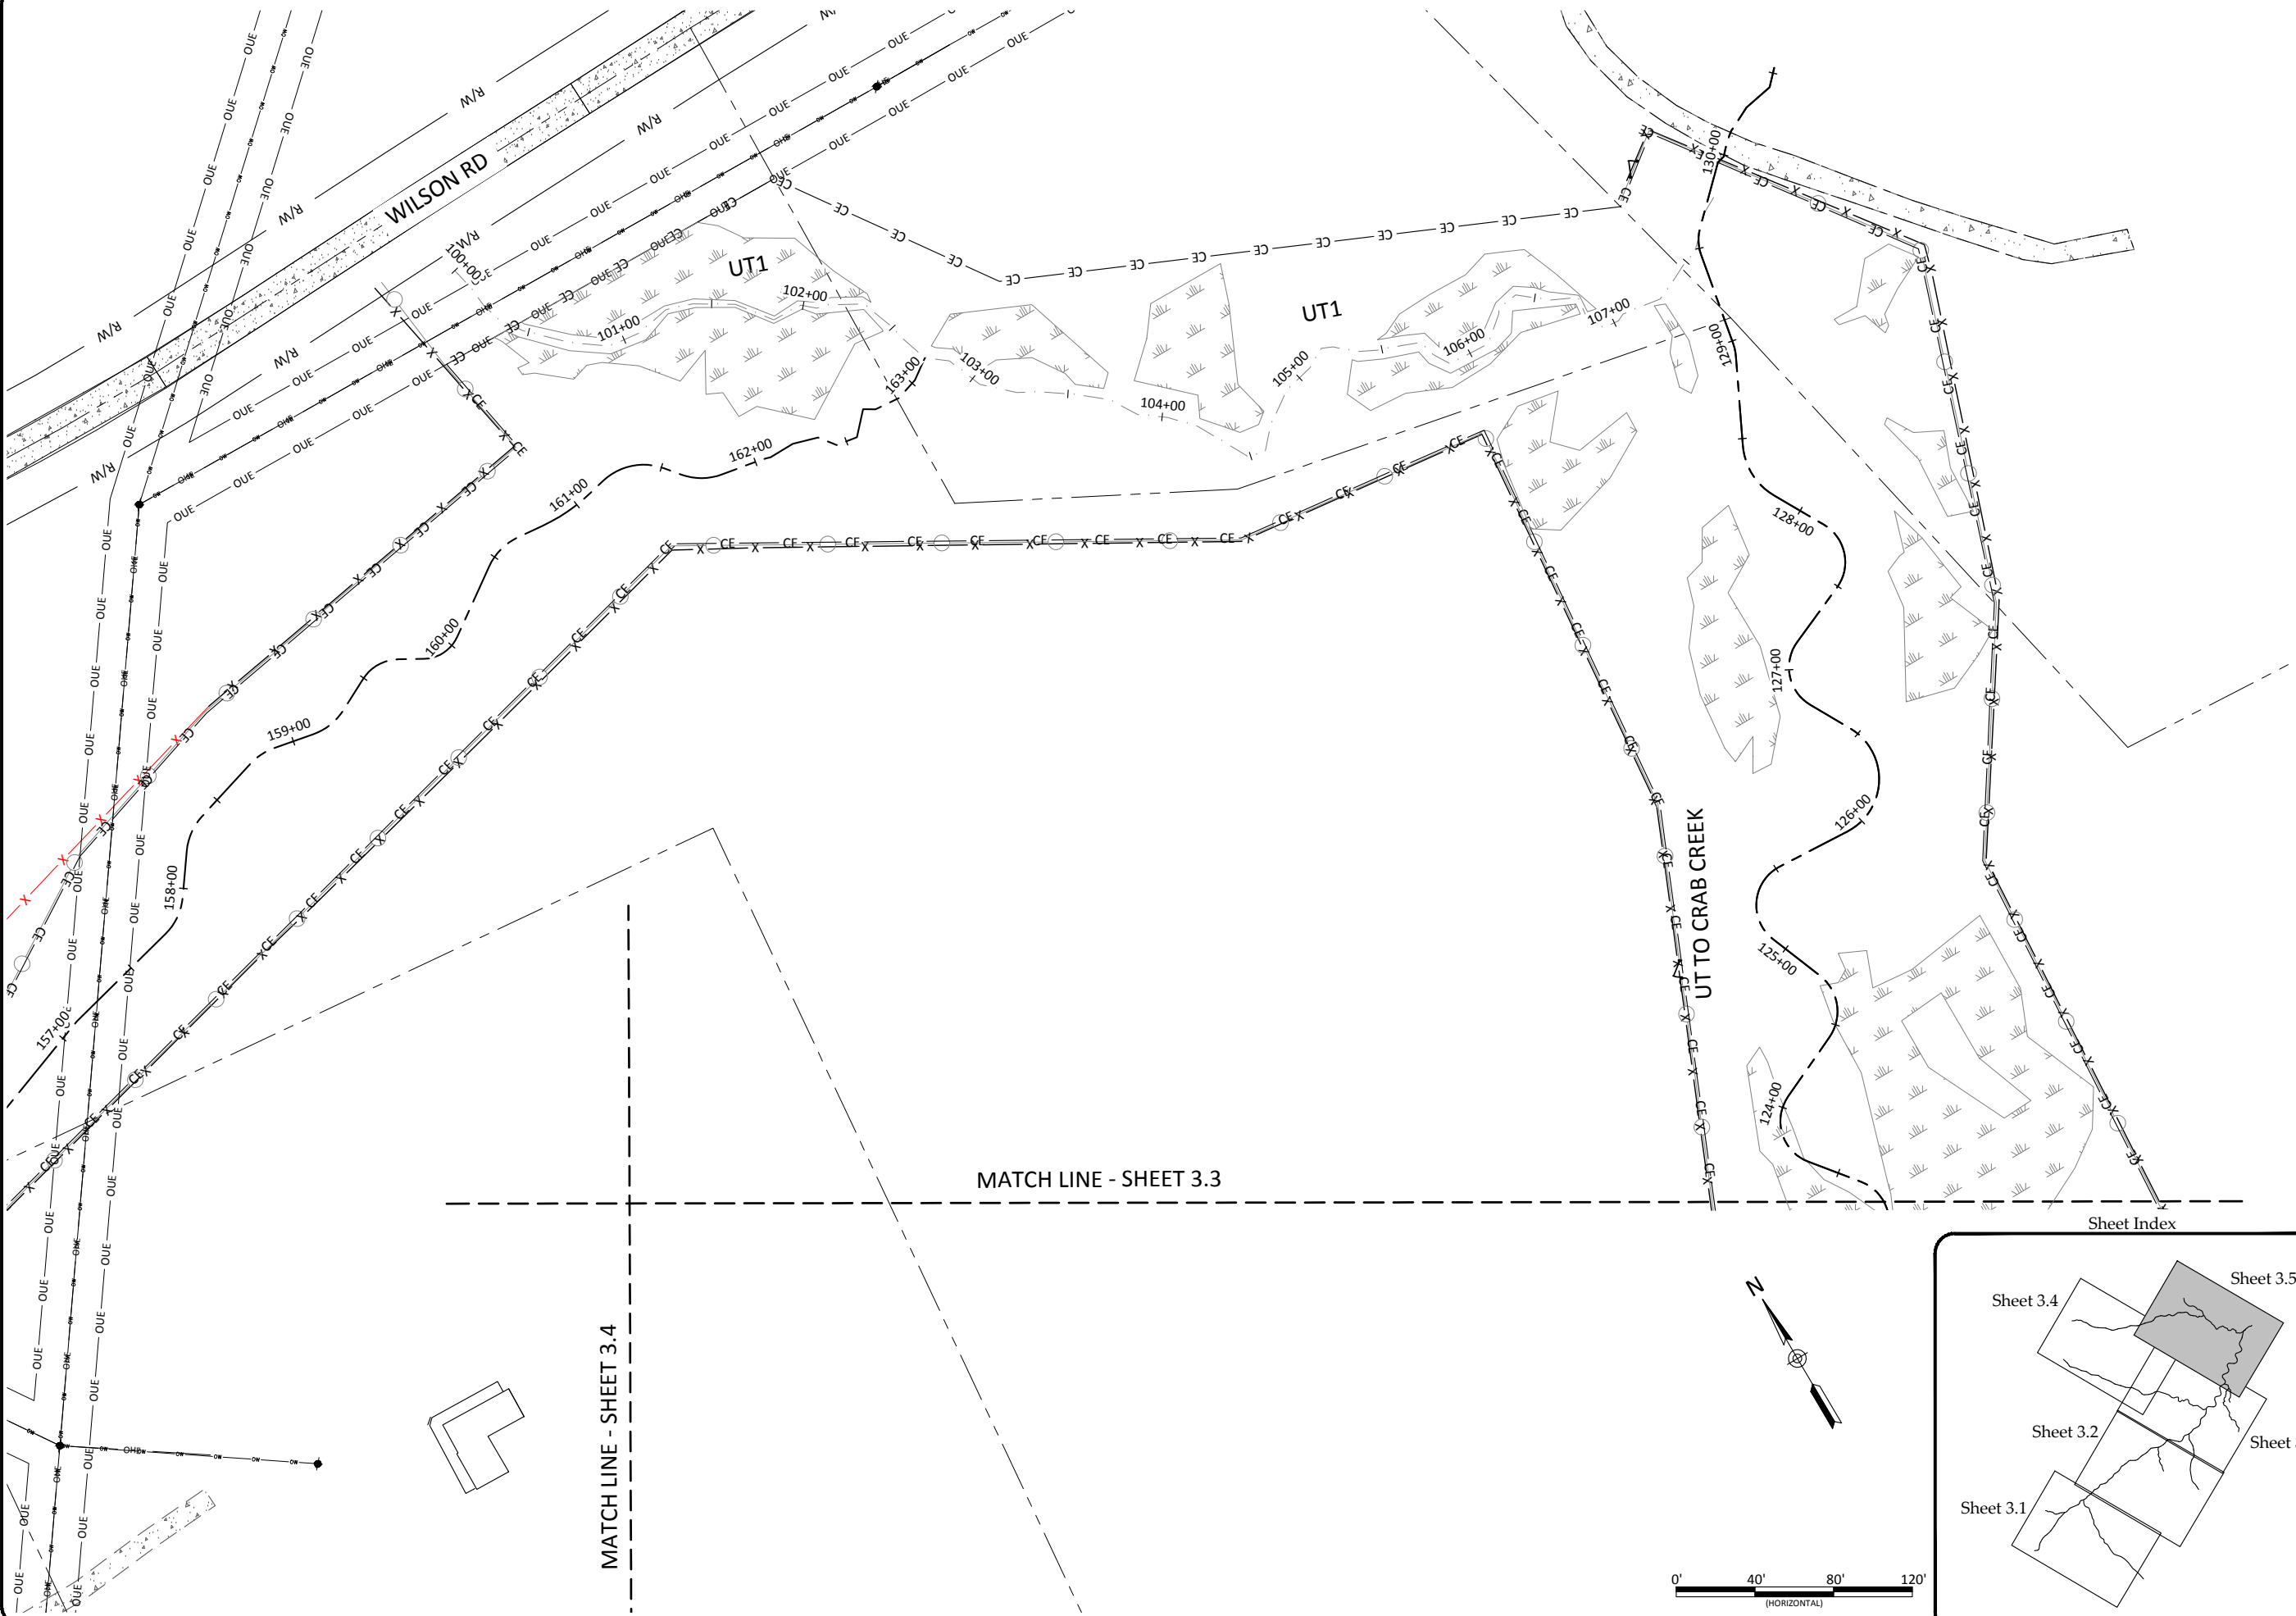 WILSON RD
R/W
R/W
R/W
R/W
R/W
R/W
R/W
R/W
OUE
OHE
CE
X
100+00
UT1
101+00
102+00
103+00
104+00
UT1
105+00
106+00
107+00
130+00
129+00
128+00
127+00
126+00
125+00
124+00
163+00
162+00
161+00
160+00
159+00
158+00
157+00
UT TO CRAB CREEK
MATCH LINE - SHEET 3.3
MATCH LINE - SHEET 3.4
N
0' 40' 80' 120'
(HORIZONTAL)
Sheet Index
Sheet 3.5
Sheet 3.4
Sheet 3.2
Sheet
Sheet 3.1